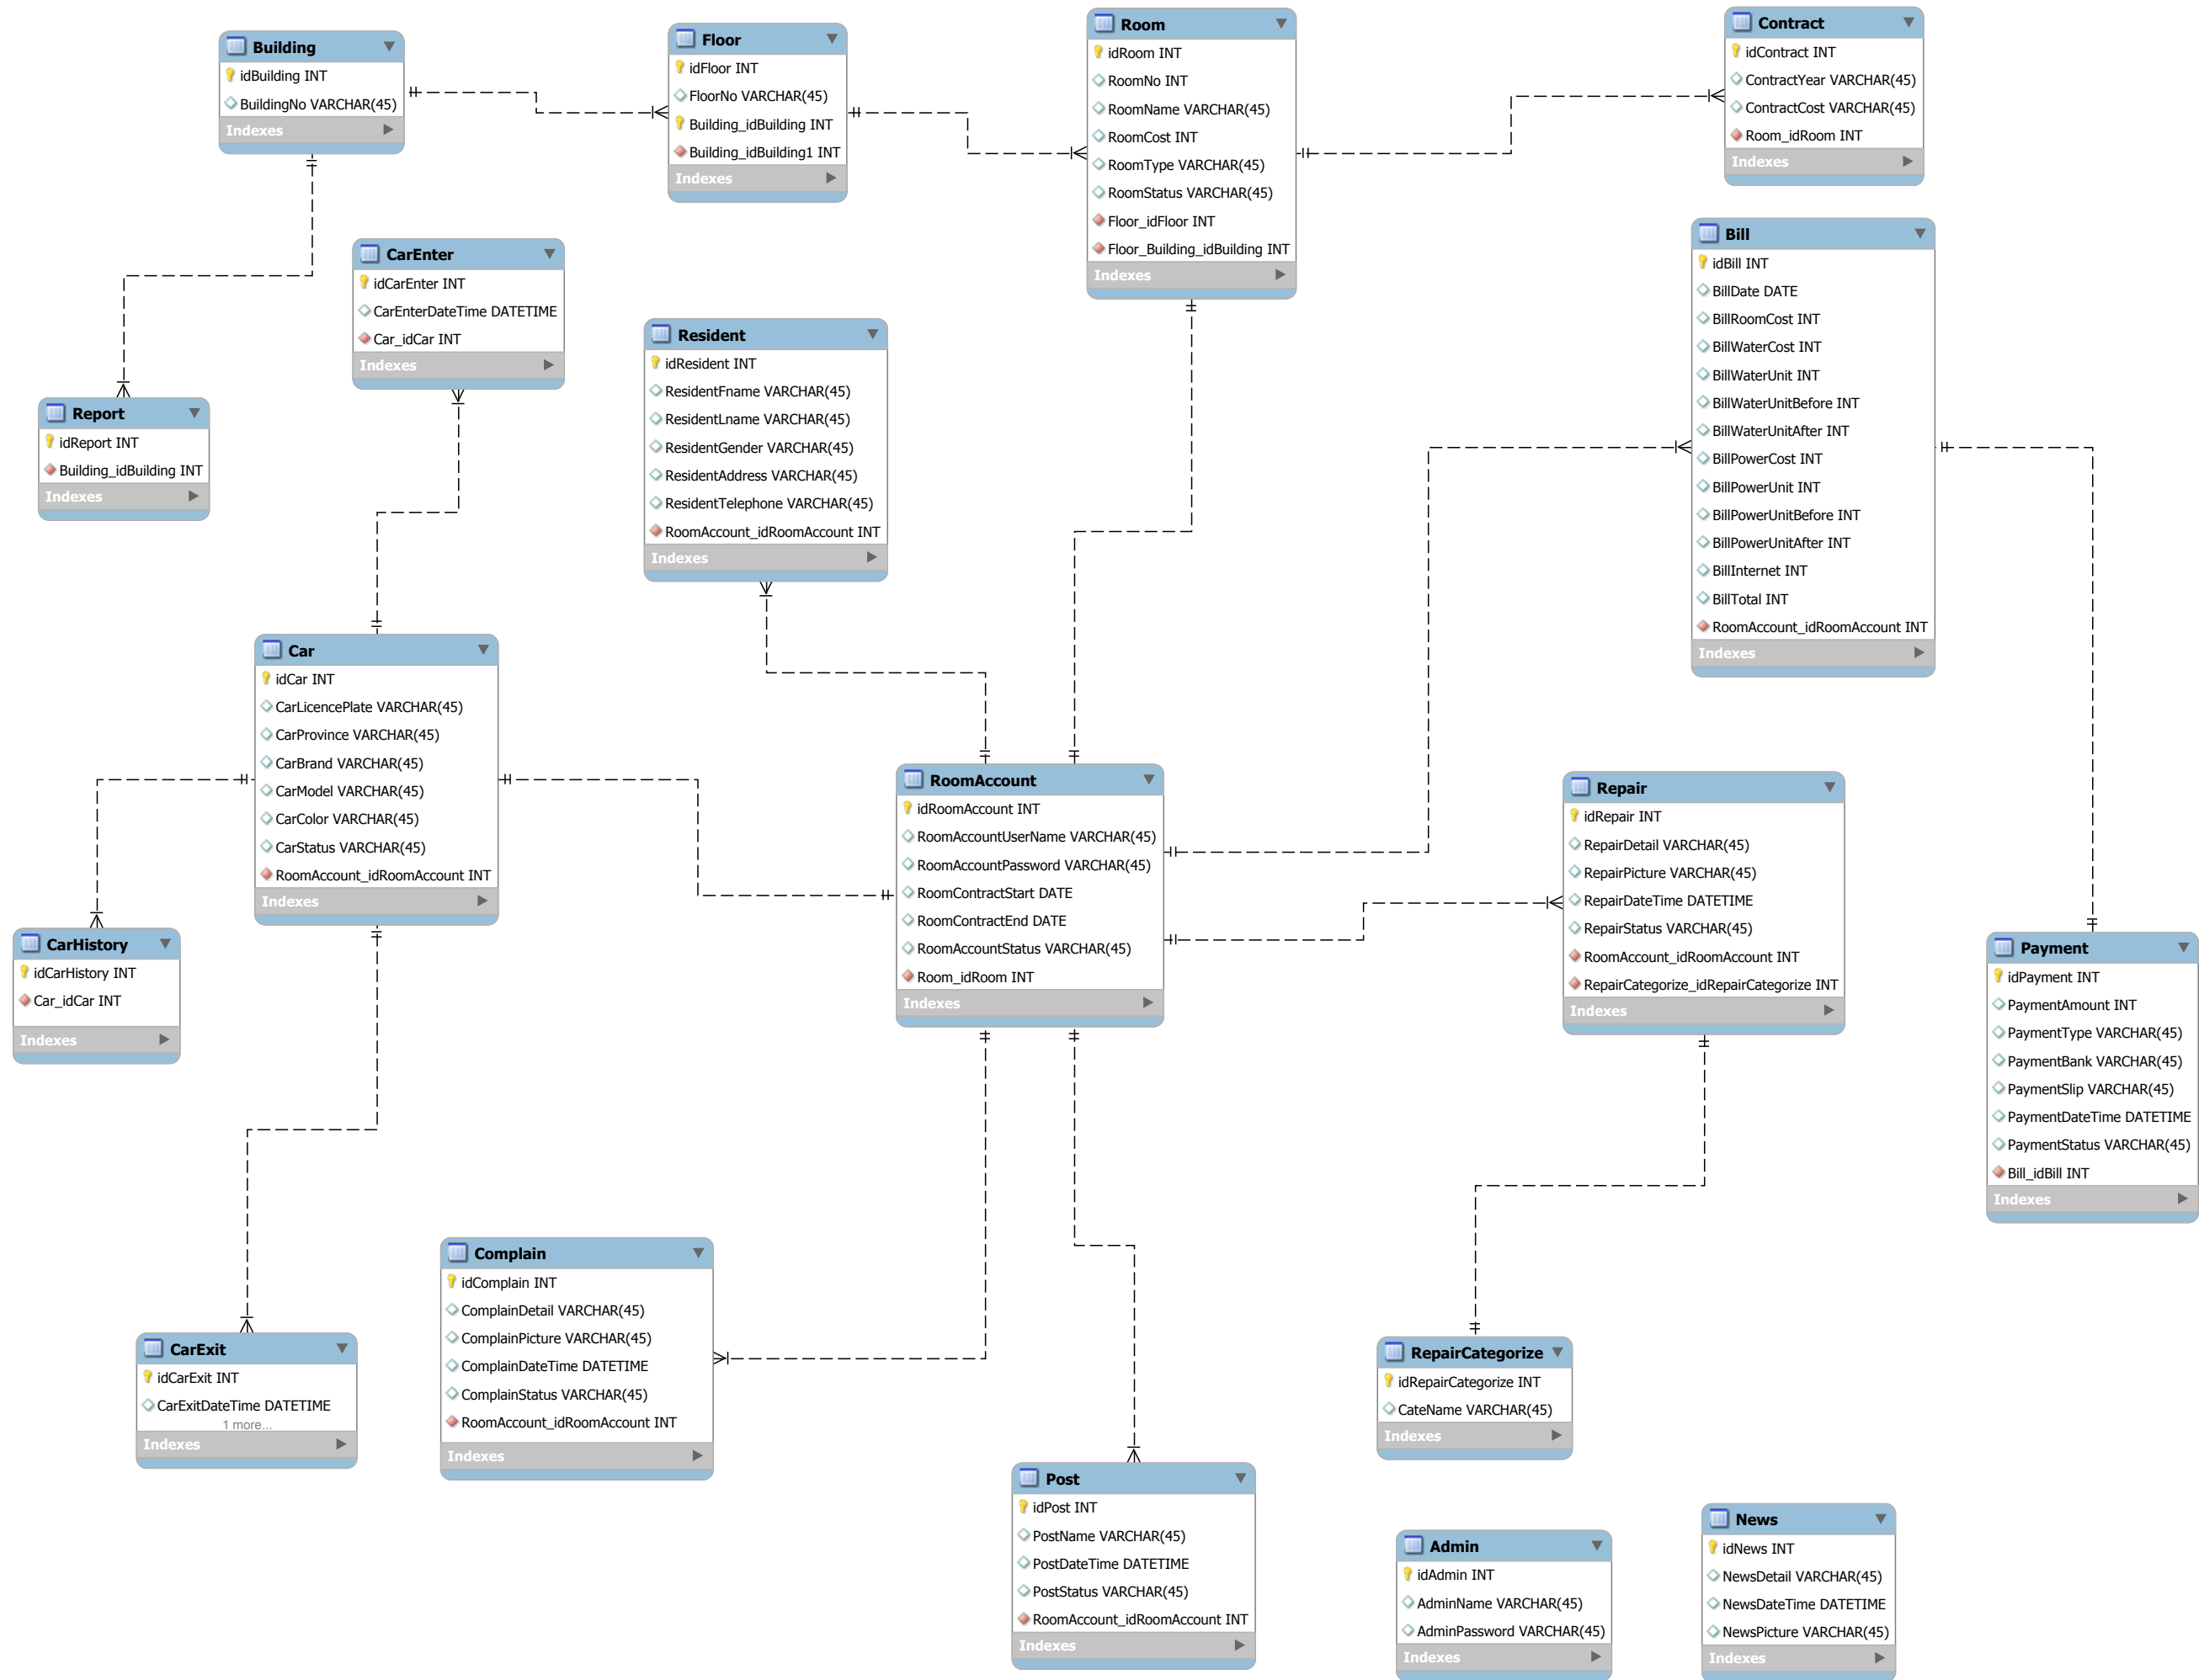 Building
idBuilding INT
BuildingNo VARCHAR(45)
Indexes
Floor
idFloor INT
FloorNo VARCHAR(45)
Building_idBuilding INT
Building_idBuilding1 INT
Indexes
Room
idRoom INT
RoomNo INT
RoomName VARCHAR(45)
RoomCost INT
RoomType VARCHAR(45)
RoomStatus VARCHAR(45)
Floor_idFloor INT
Floor_Building_idBuilding INT
Indexes
Contract
idContract INT
ContractYear VARCHAR(45)
ContractCost VARCHAR(45)
Room_idRoom INT
Indexes
CarEnter
idCarEnter INT
CarEnterDateTime DATETIME
Car_idCar INT
Indexes
Bill
idBill INT
BillDate DATE
BillRoomCost INT
BillWaterCost INT
BillWaterUnit INT
BillWaterUnitBefore INT
BillWaterUnitAfter INT
BillPowerCost INT
BillPowerUnit INT
BillPowerUnitBefore INT
BillPowerUnitAfter INT
BillInternet INT
BillTotal INT
RoomAccount_idRoomAccount INT
Indexes
Resident
idResident INT
ResidentFname VARCHAR(45)
ResidentLname VARCHAR(45)
ResidentGender VARCHAR(45)
ResidentAddress VARCHAR(45)
ResidentTelephone VARCHAR(45)
RoomAccount_idRoomAccount INT
Indexes
Report
idReport INT
Building_idBuilding INT
Indexes
Car
idCar INT
CarLicencePlate VARCHAR(45)
CarProvince VARCHAR(45)
CarBrand VARCHAR(45)
CarModel VARCHAR(45)
CarColor VARCHAR(45)
CarStatus VARCHAR(45)
RoomAccount_idRoomAccount INT
Indexes
RoomAccount
idRoomAccount INT
RoomAccountUserName VARCHAR(45)
RoomAccountPassword VARCHAR(45)
RoomContractStart DATE
RoomContractEnd DATE
RoomAccountStatus VARCHAR(45)
Room_idRoom INT
Indexes
Repair
idRepair INT
RepairDetail VARCHAR(45)
RepairPicture VARCHAR(45)
RepairDateTime DATETIME
RepairStatus VARCHAR(45)
RoomAccount_idRoomAccount INT
RepairCategorize_idRepairCategorize INT
Indexes
CarHistory
idCarHistory INT
Car_idCar INT
Indexes
Payment
idPayment INT
PaymentAmount INT
PaymentType VARCHAR(45)
PaymentBank VARCHAR(45)
PaymentSlip VARCHAR(45)
PaymentDateTime DATETIME
PaymentStatus VARCHAR(45)
Bill_idBill INT
Indexes
Complain
idComplain INT
ComplainDetail VARCHAR(45)
ComplainPicture VARCHAR(45)
ComplainDateTime DATETIME
ComplainStatus VARCHAR(45)
RoomAccount_idRoomAccount INT
Indexes
CarExit
idCarExit INT
CarExitDateTime DATETIME
1 more...
Indexes
RepairCategorize
idRepairCategorize INT
CateName VARCHAR(45)
Indexes
Post
idPost INT
PostName VARCHAR(45)
PostDateTime DATETIME
PostStatus VARCHAR(45)
RoomAccount_idRoomAccount INT
Indexes
Admin
idAdmin INT
AdminName VARCHAR(45)
AdminPassword VARCHAR(45)
Indexes
News
idNews INT
NewsDetail VARCHAR(45)
NewsDateTime DATETIME
NewsPicture VARCHAR(45)
Indexes